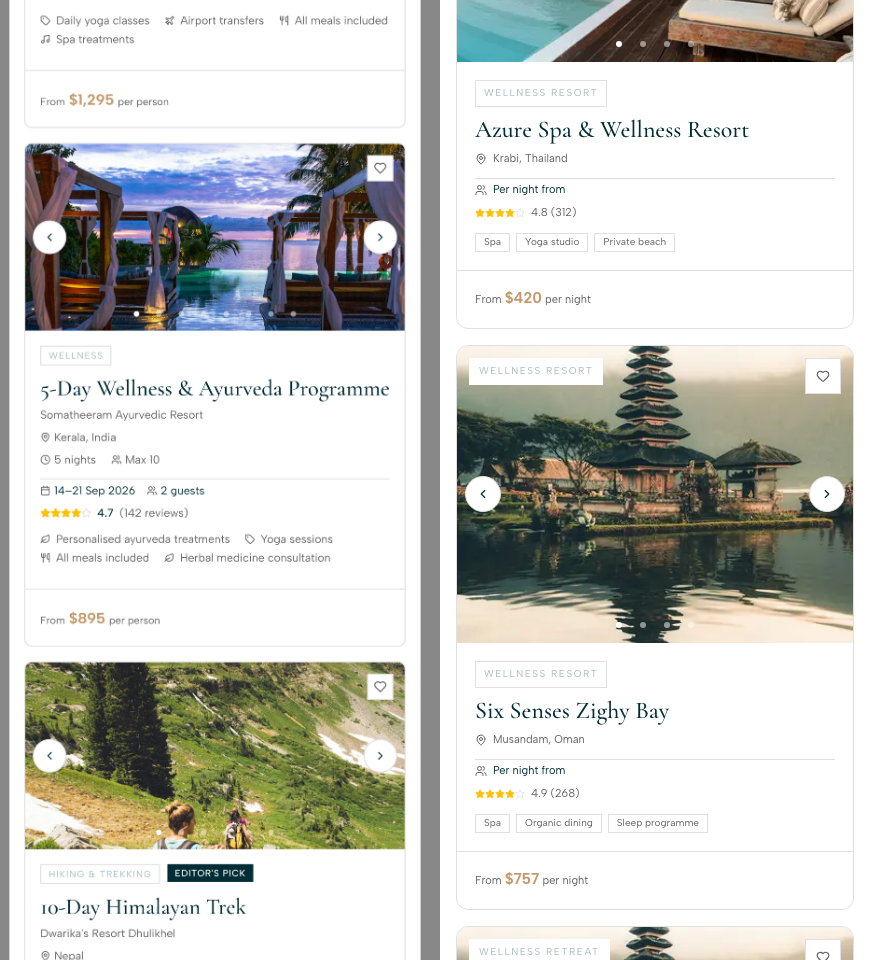 Daily yoga classes Airport transfers All meals included
Spa treatments
From $1,295 per person
WELLNESS
5-Day Wellness & Ayurveda Programme
Somatheeram Ayurvedic Resort
Kerala, India
5 nights Max 10
14–21 Sep 2026 2 guests
4.7 (142 reviews)
Personalised ayurveda treatments Yoga sessions
All meals included Herbal medicine consultation
From $895 per person
HIKING & TREKKING EDITOR'S PICK
10-Day Himalayan Trek
Dwarika's Resort Dhulikhel
Nepal
WELLNESS RESORT
Azure Spa & Wellness Resort
Krabi, Thailand
Per night from
4.8 (312)
Spa Yoga studio Private beach
From $420 per night
WELLNESS RESORT
WELLNESS RESORT
Six Senses Zighy Bay
Musandam, Oman
Per night from
4.9 (268)
Spa Organic dining Sleep programme
From $757 per night
WELLNESS RETREAT